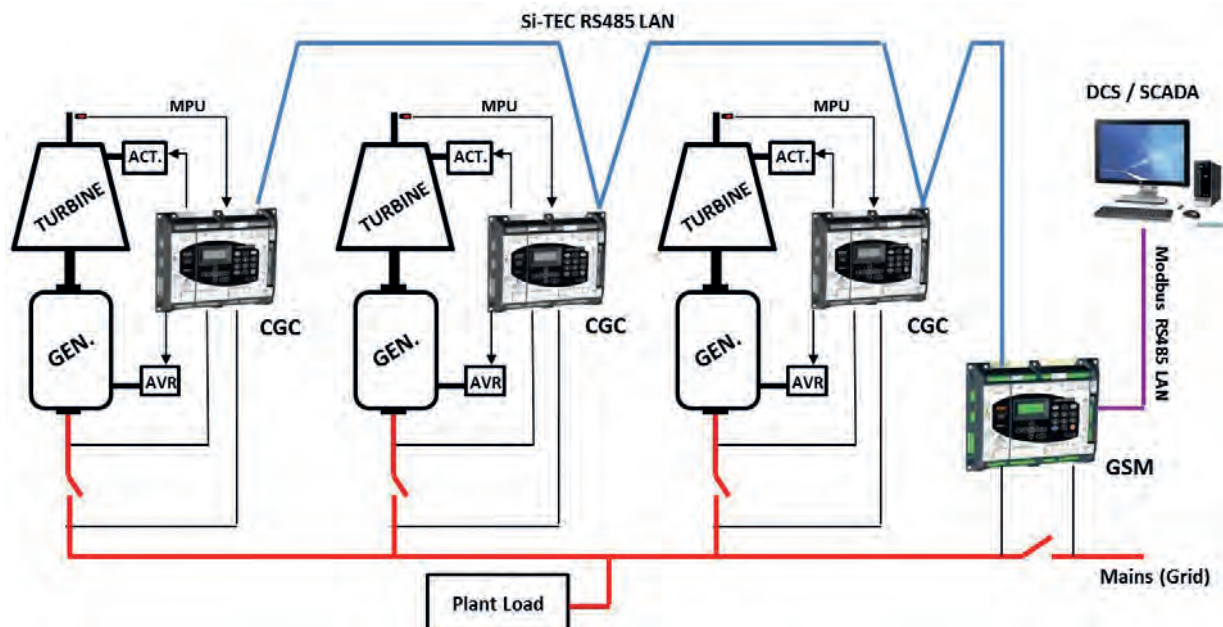 Si-TEC RS485 LAN
MPU
MPU
MPU
DCS / SCADA
ACT.
ACT.
ACT.
TURBINE
TURBINE
TURBINE
Modbus RS485 LAN
CGC
CGC
CGC
GEN.
GEN.
GEN.
AVR
AVR
AVR
GSM
Mains (Grid)
Plant Load